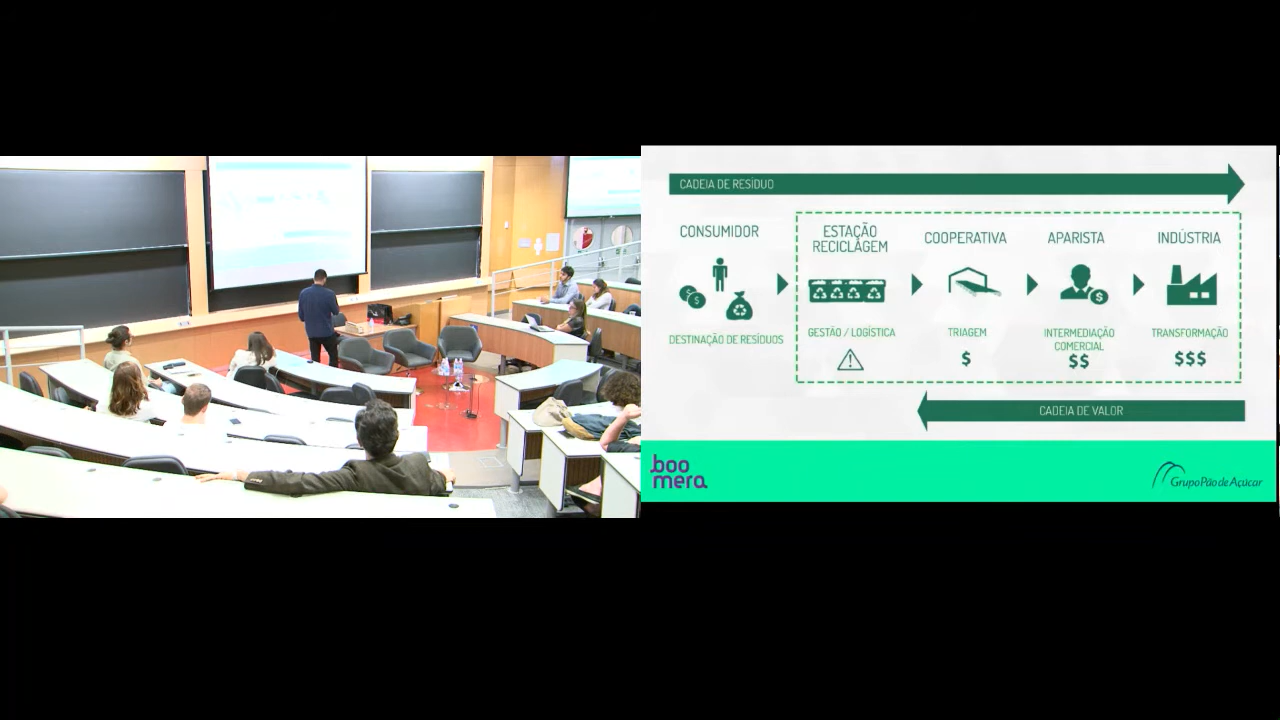 CADEIA DE RESÍDUO
CONSUMIDOR
DESTINAÇÃO DE RESÍDUOS
ESTAÇÃO
RECICLAGEM
GESTÃO / LOGÍSTICA
COOPERATIVA
TRIAGEM
$
APARISTA
INTERMEDIAÇÃO
COMERCIAL
$$
INDÚSTRIA
TRANSFORMAÇÃO
$$$
CADEIA DE VALOR
boo
mera
GrupoPão de Açúcar